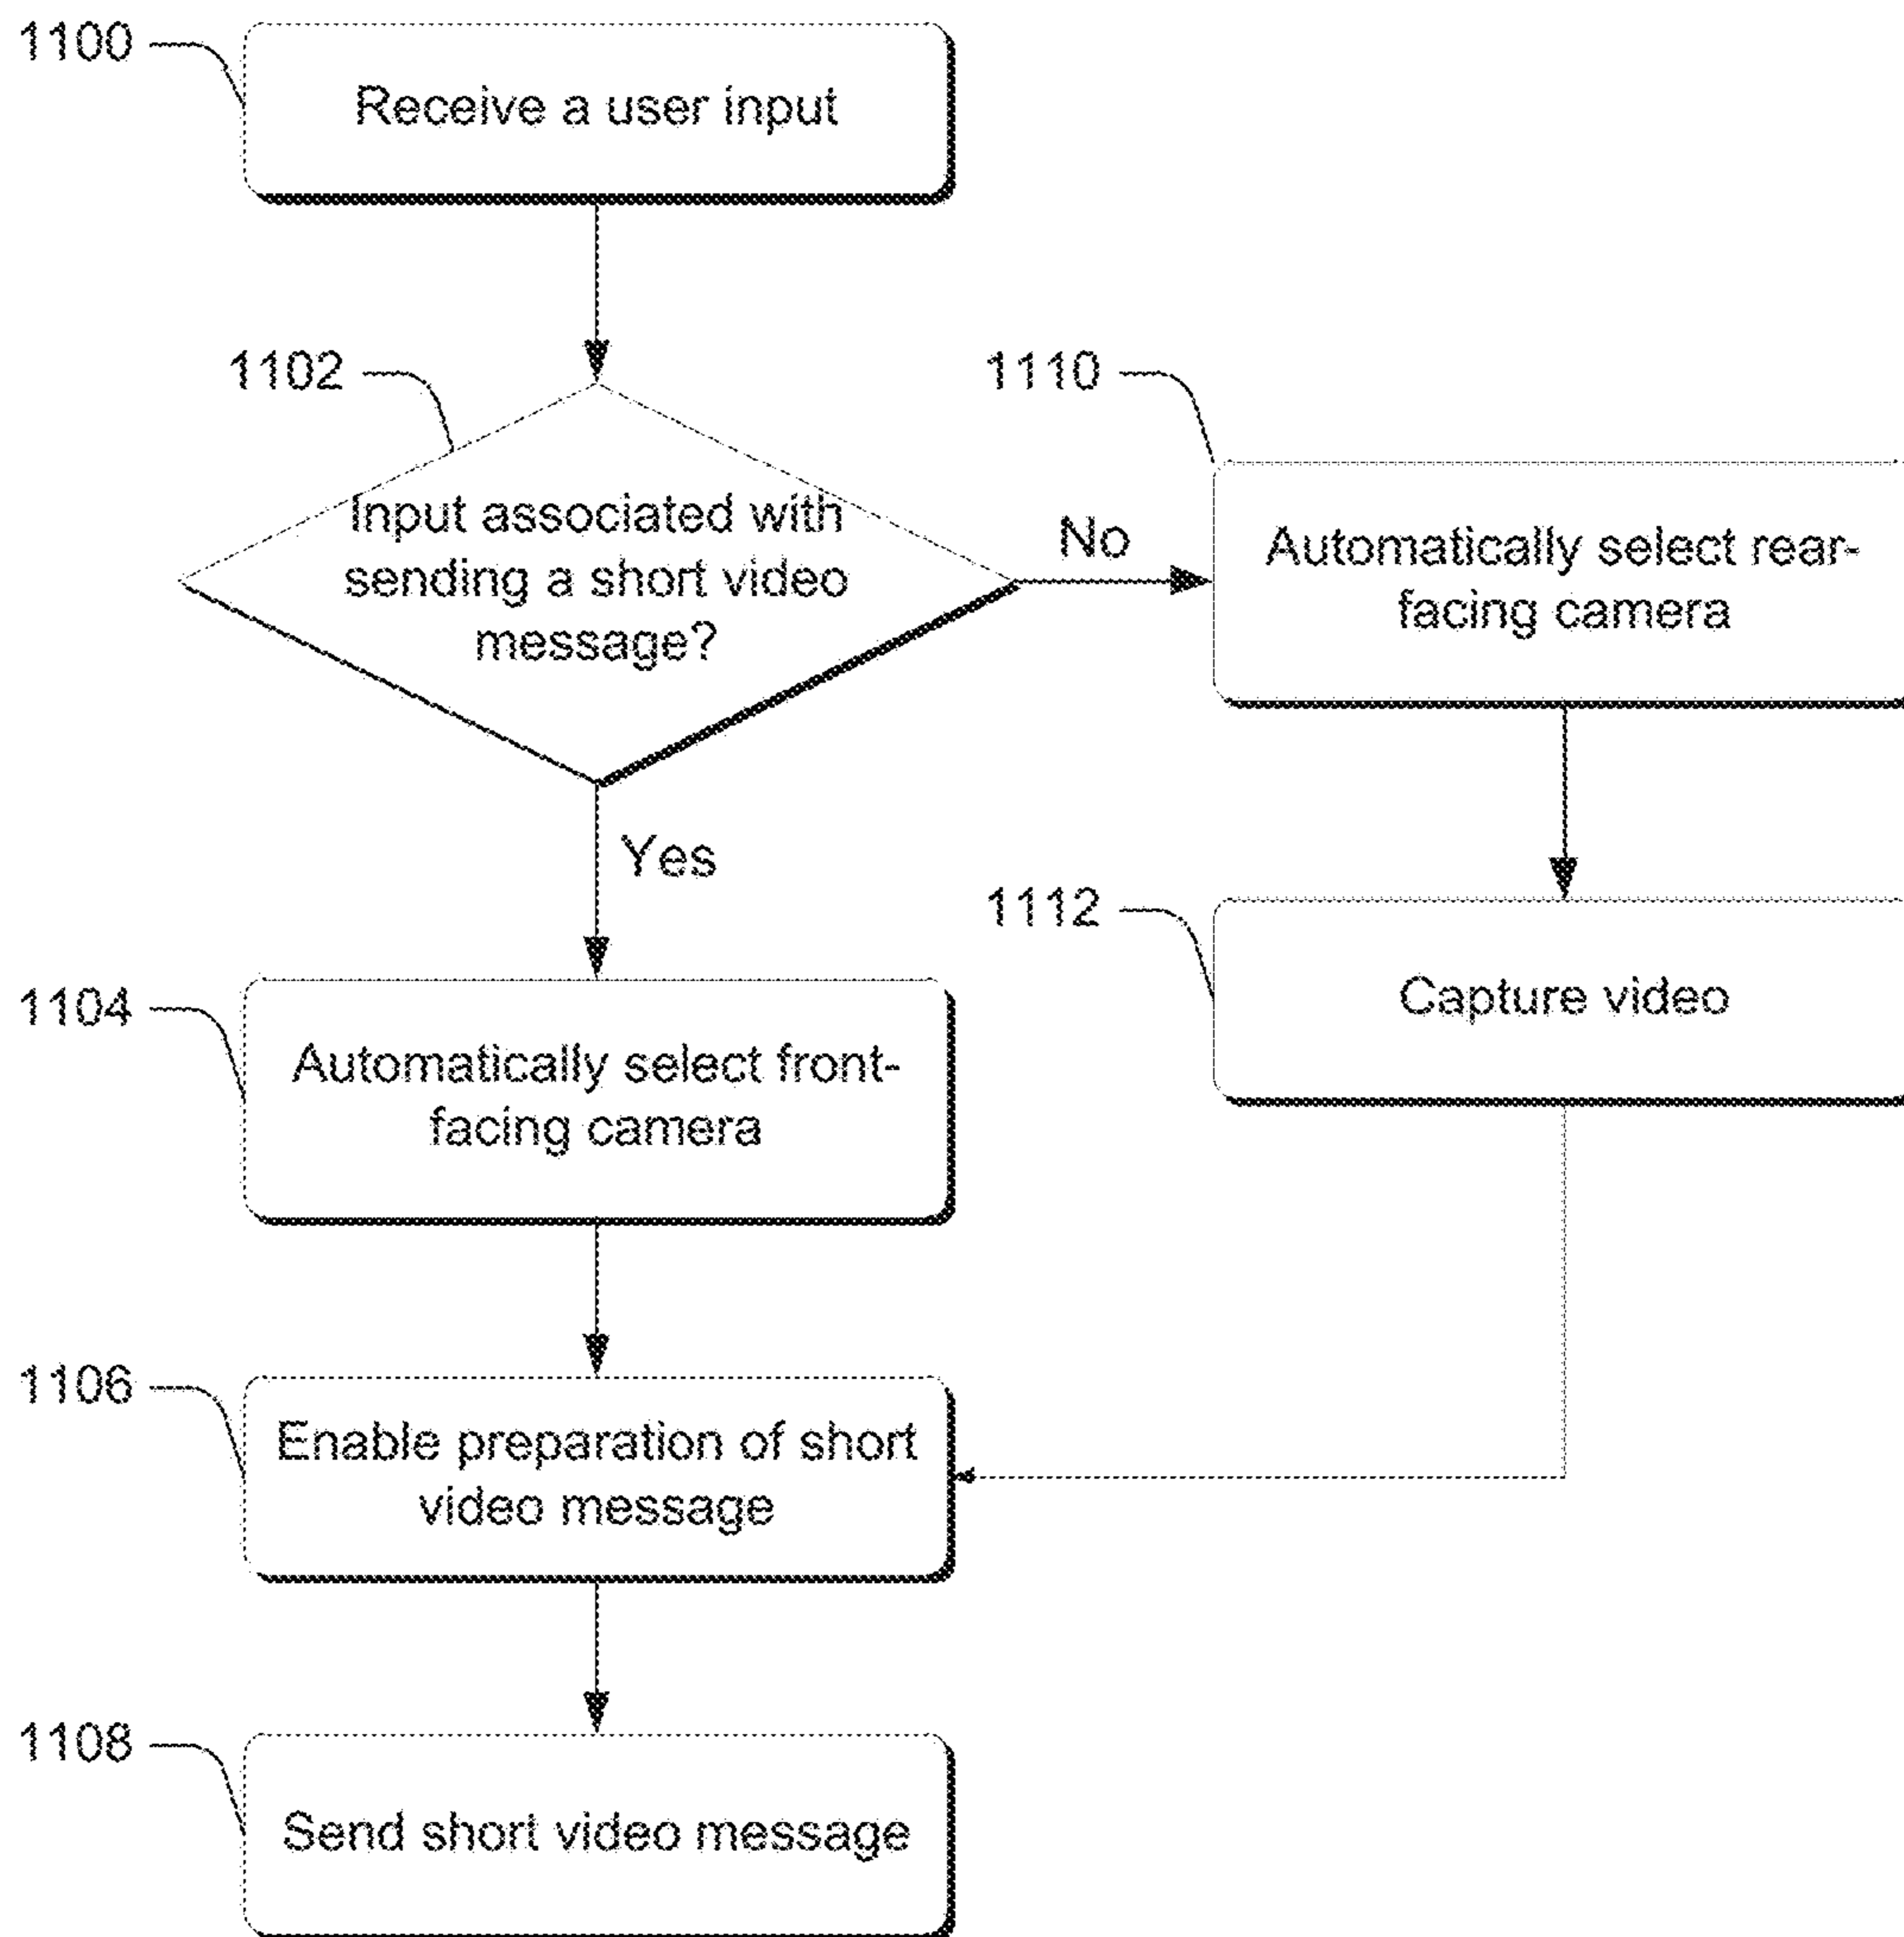 1100
Receive a user input
1102
Input associated with
sending a short video
message?
No
Yes
1110
Automatically select rear-
facing camera
1112
Capture video
1104
Automatically select front-
facing camera
1106
Enable preparation of short
video message
1108
Send short video message